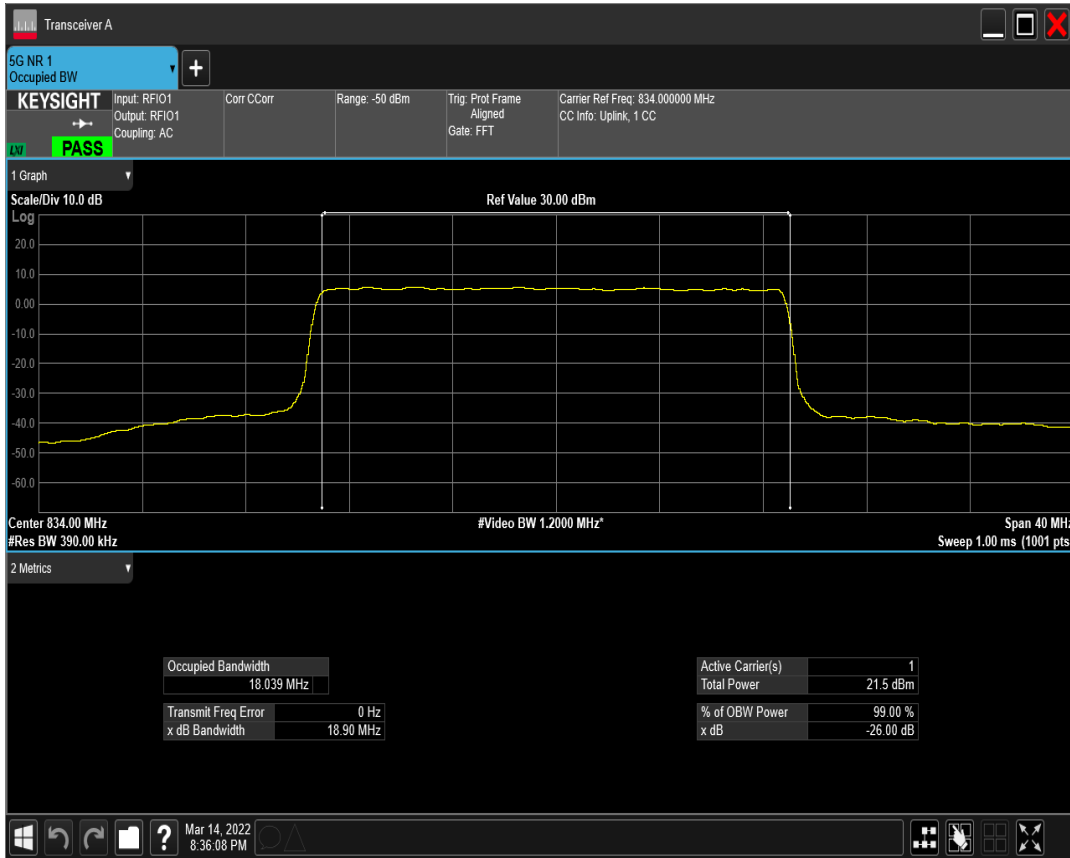 Transceiver A
5G NR 1
Occupied BW
KEYSIGHT
LXI
PASS
Input: RFIO1
Output: RFIO1
Coupling: AC
Corr CCorr
Range: -50 dBm
Trig: Prot Frame
Aligned
Gate: FFT
Carrier Ref Freq: 834.000000 MHz
CC Info: Uplink, 1 CC
1 Graph
Scale/Div 10.0 dB
Ref Value 30.00 dBm
Log
20.0
10.0
0.00
-10.0
-20.0
-30.0
-40.0
-50.0
-60.0
Center 834.00 MHz
#Video BW 1.2000 MHz*
Span 40 MHz
#Res BW 390.00 kHz
Sweep 1.00 ms (1001 pts
2 Metrics
Occupied Bandwidth
18.039 MHz
Transmit Freq Error 0 Hz
x dB Bandwidth 18.90 MHz
Active Carrier(s) 1
Total Power 21.5 dBm
% of OBW Power 99.00 %
x dB -26.00 dB
?
Mar 14, 2022
8:36:08 PM